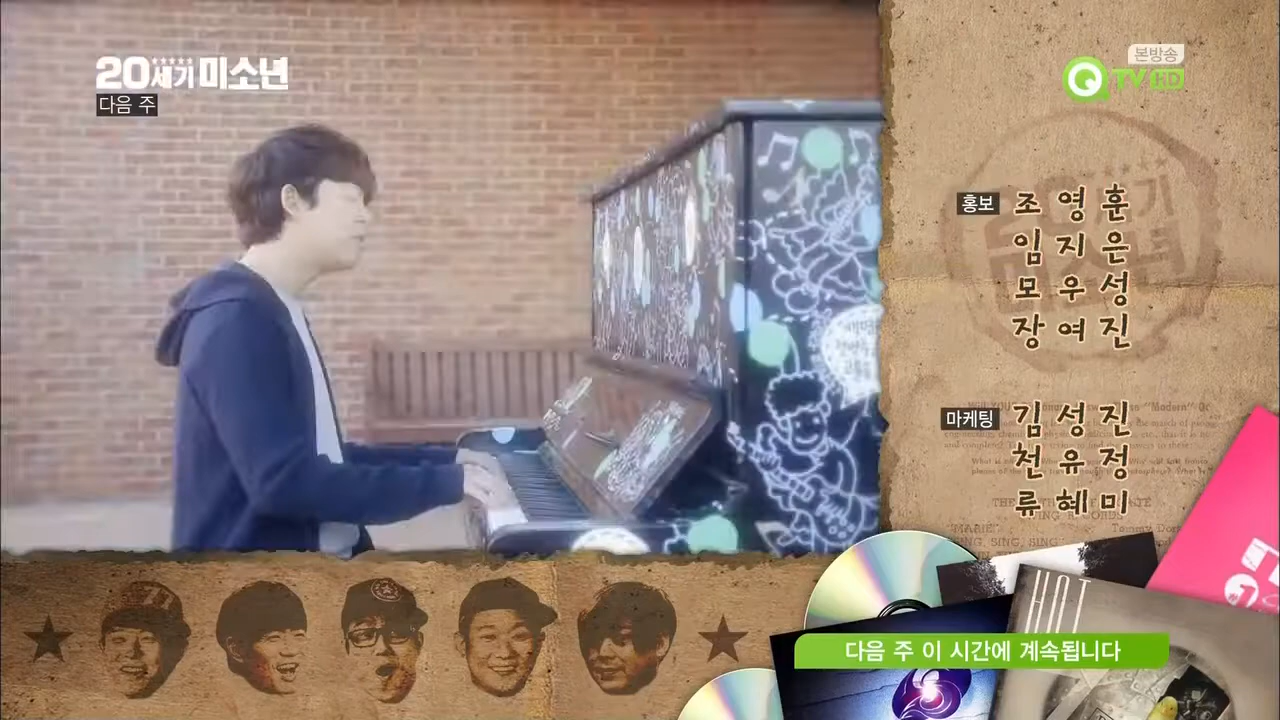 20세기 미소년
다음 주
본방송
QTV HD
홍보
조영훈
임지은
모우성
장여진
마케팅
김성진
천유정
류혜미
"MARIE"
HOT
다음 주 이 시간에 계속됩니다